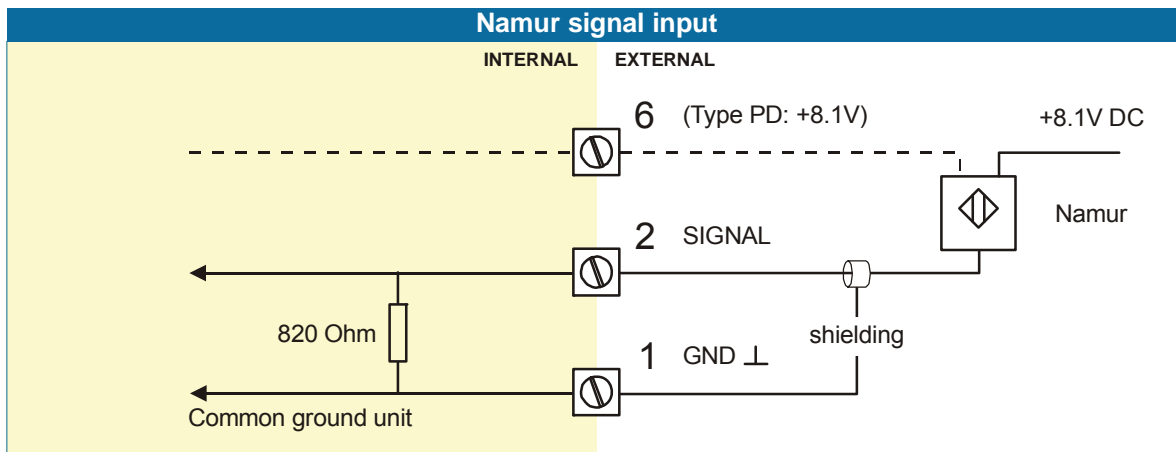 Namur signal input
INTERNAL EXTERNAL
6 (Type PD: +8.1V) +8.1V DC
Namur
2 SIGNAL
820 Ohm
shielding
1 GND ⊥
Common ground unit